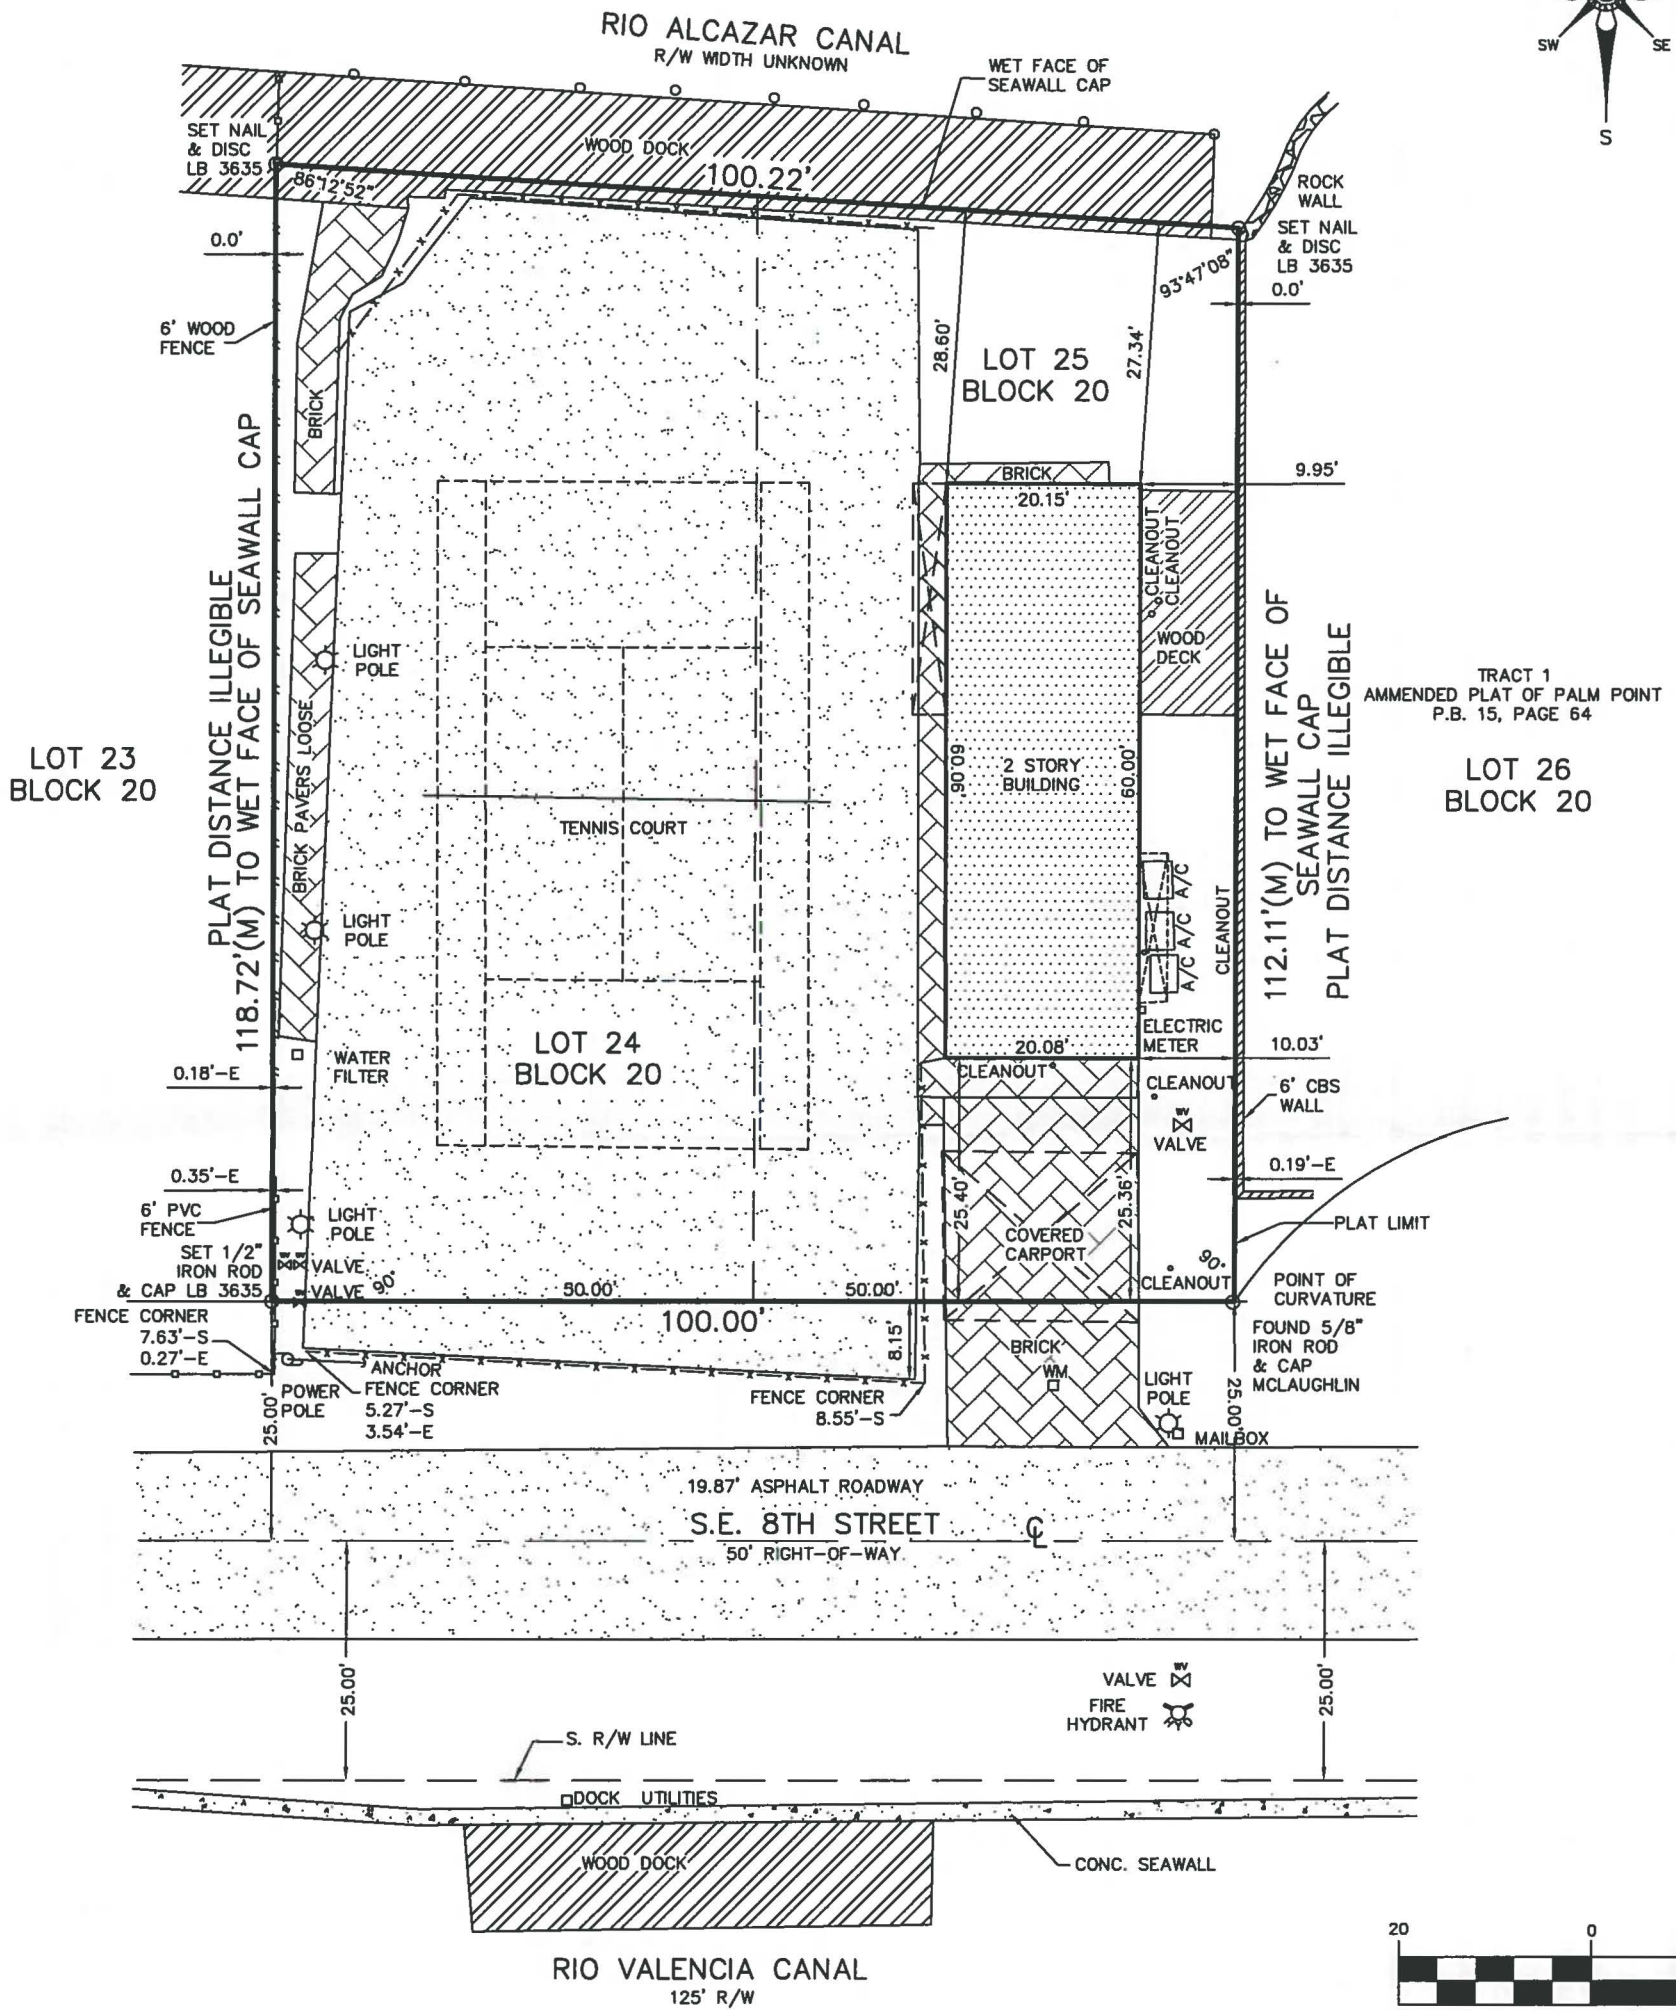 RIO ALCAZAR CANAL
R/W WIDTH UNKNOWN
SW
SE
S
WET FACE OF
SEAWALL CAP
SET NAIL
& DISC
LB 3635
WOOD DOCK
100.22'
86°12'52"
ROCK
WALL
SET NAIL
& DISC
LB 3635
93°47'08"
0.0'
0.0'
6' WOOD
FENCE
BRICK
28.60'
27.34'
LOT 25
BLOCK 20
BRICK
20.15'
9.95'
CLEANOUT
CLEANOUT
WOOD
DECK
PLAT DISTANCE ILLEGIBLE
118.72'(M) TO WET FACE OF SEAWALL CAP
LIGHT
POLE
BRICK PAVERS LOOSE
LOT 23
BLOCK 20
TENNIS COURT
60.06'
2 STORY
BUILDING
60.00'
112.11'(M) TO WET FACE OF
SEAWALL CAP
PLAT DISTANCE ILLEGIBLE
TRACT 1
AMMENDED PLAT OF PALM POINT
P.B. 15, PAGE 64
LOT 26
BLOCK 20
LIGHT
POLE
A/C
A/C
A/C
CLEANOUT
LOT 24
BLOCK 20
WATER
FILTER
0.18'-E
20.08'
ELECTRIC
METER
10.03'
CLEANOUT
CLEANOUT
6' CBS
WALL
WV
VALVE
0.35'-E
0.19'-E
6' PVC
FENCE
LIGHT
POLE
25.40'
25.36'
COVERED
CARPORT
PLAT LIMIT
SET 1/2"
IRON ROD
& CAP LB 3635
VALVE
VALVE
90°
50.00'
50.00'
90°
CLEANOUT
POINT OF
CURVATURE
100.00'
FENCE CORNER
7.63'-S
0.27'-E
8.15'
BRICK
WM
FOUND 5/8"
IRON ROD
& CAP
MCLAUGHLIN
ANCHOR
POWER
POLE
FENCE CORNER
5.27'-S
3.54'-E
FENCE CORNER
8.55'-S
LIGHT
POLE
MAILBOX
25.00'
25.00'
19.87' ASPHALT ROADWAY
S.E. 8TH STREET
CL
50' RIGHT-OF-WAY
25.00'
25.00'
WV
VALVE
FIRE
HYDRANT
S. R/W LINE
DOCK UTILITIES
WOOD DOCK
CONC. SEAWALL
RIO VALENCIA CANAL
125' R/W
20
0